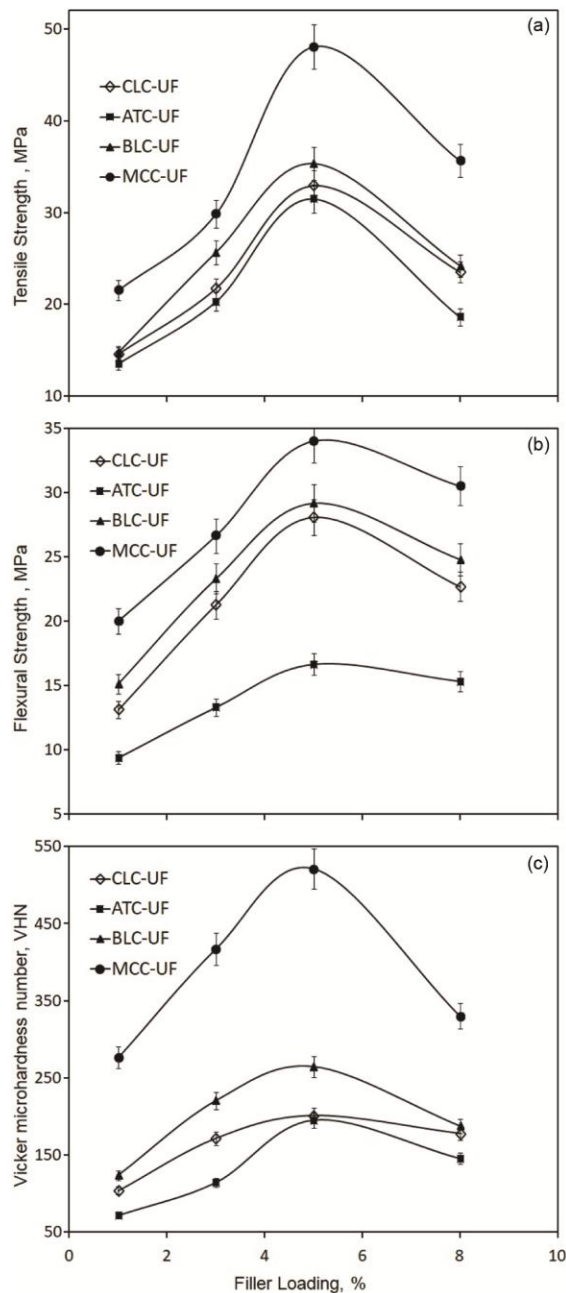 (a)
50
40
30
20
10
Tensile Strength , MPa
CLC-UF
ATC-UF
BLC-UF
MCC-UF
(b)
35
30
25
20
15
10
5
Flexural Strength , MPa
CLC-UF
ATC-UF
BLC-UF
MCC-UF
(c)
550
450
350
250
150
50
Vicker microhardness number, VHN
CLC-UF
ATC-UF
BLC-UF
MCC-UF
0 2 4 6 8 10
Filler Loading, %